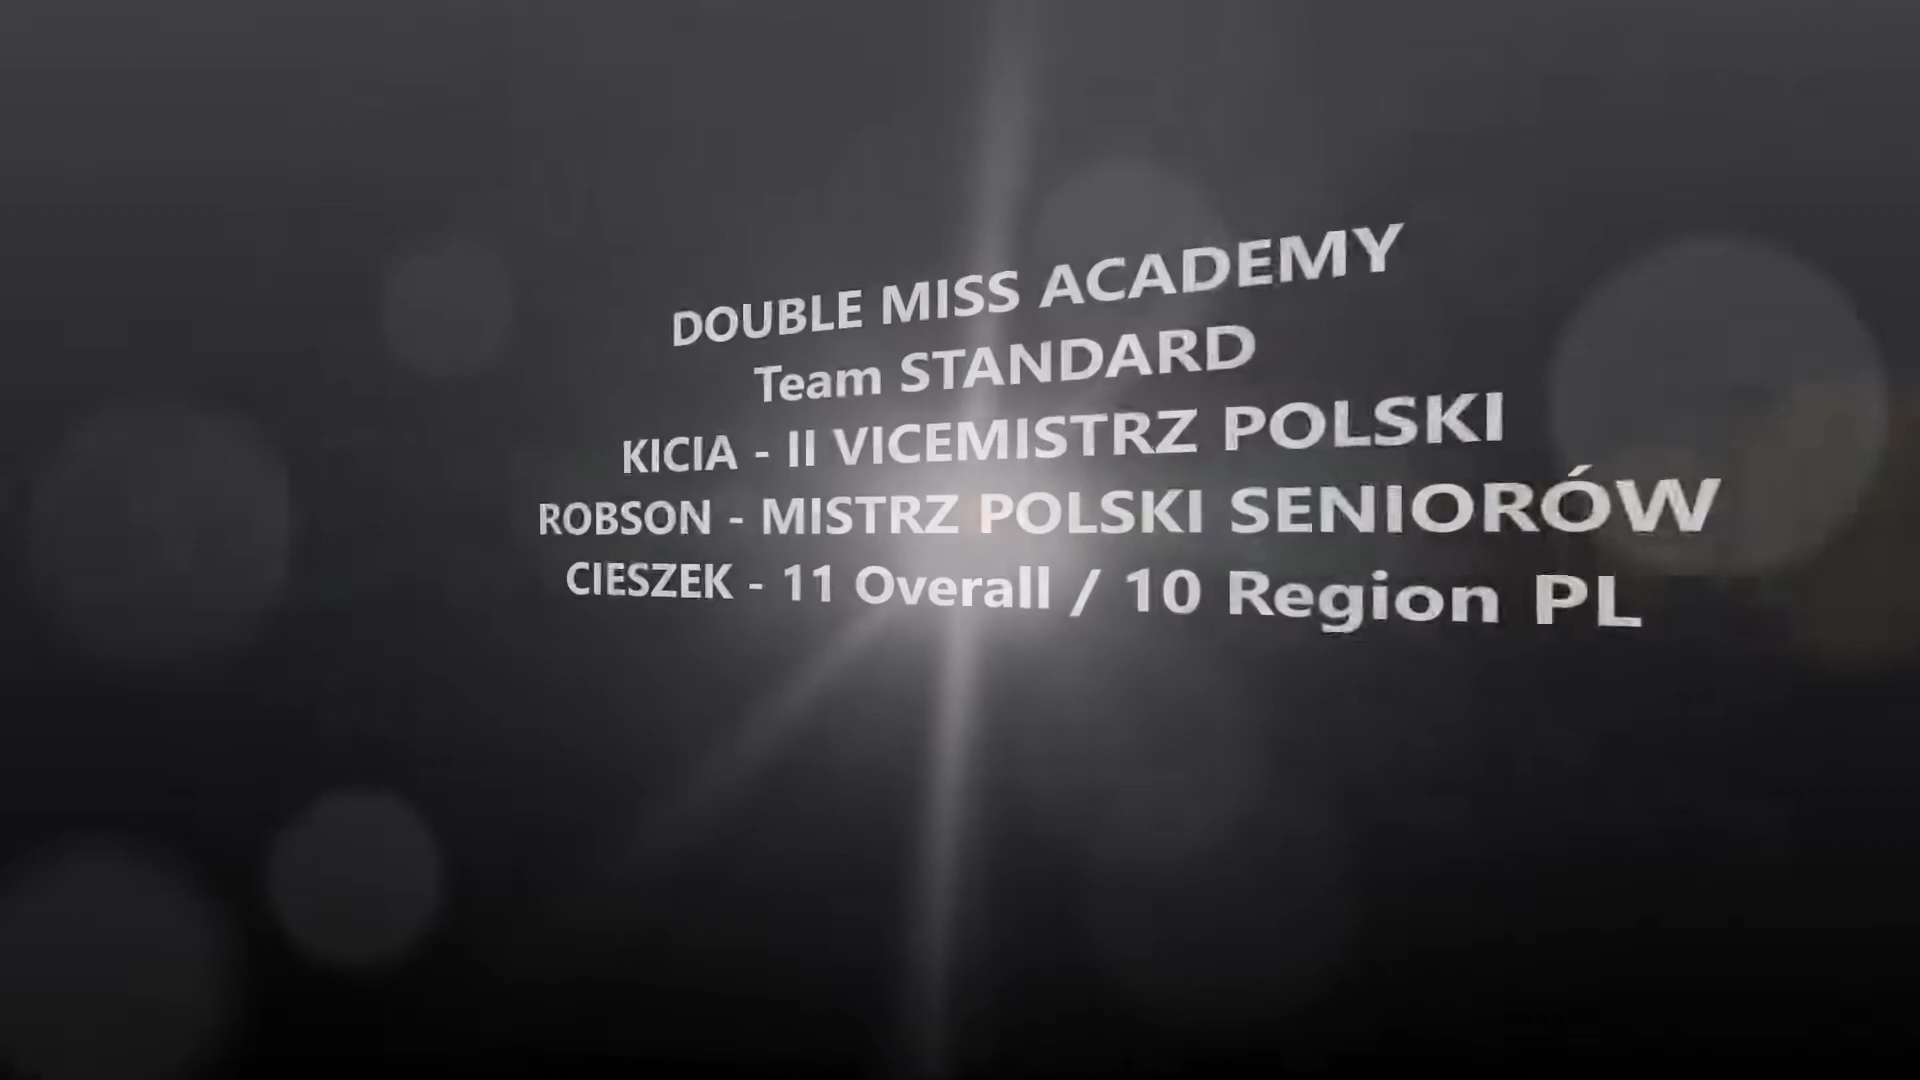 DOUBLE MISS ACADEMY
Team STANDARD
KICIA - II VICEMISTRZ POLSKI
ROBSON - MISTRZ POLSKI SENIORÓW
CIESZEK - 11 Overall / 10 Region PL